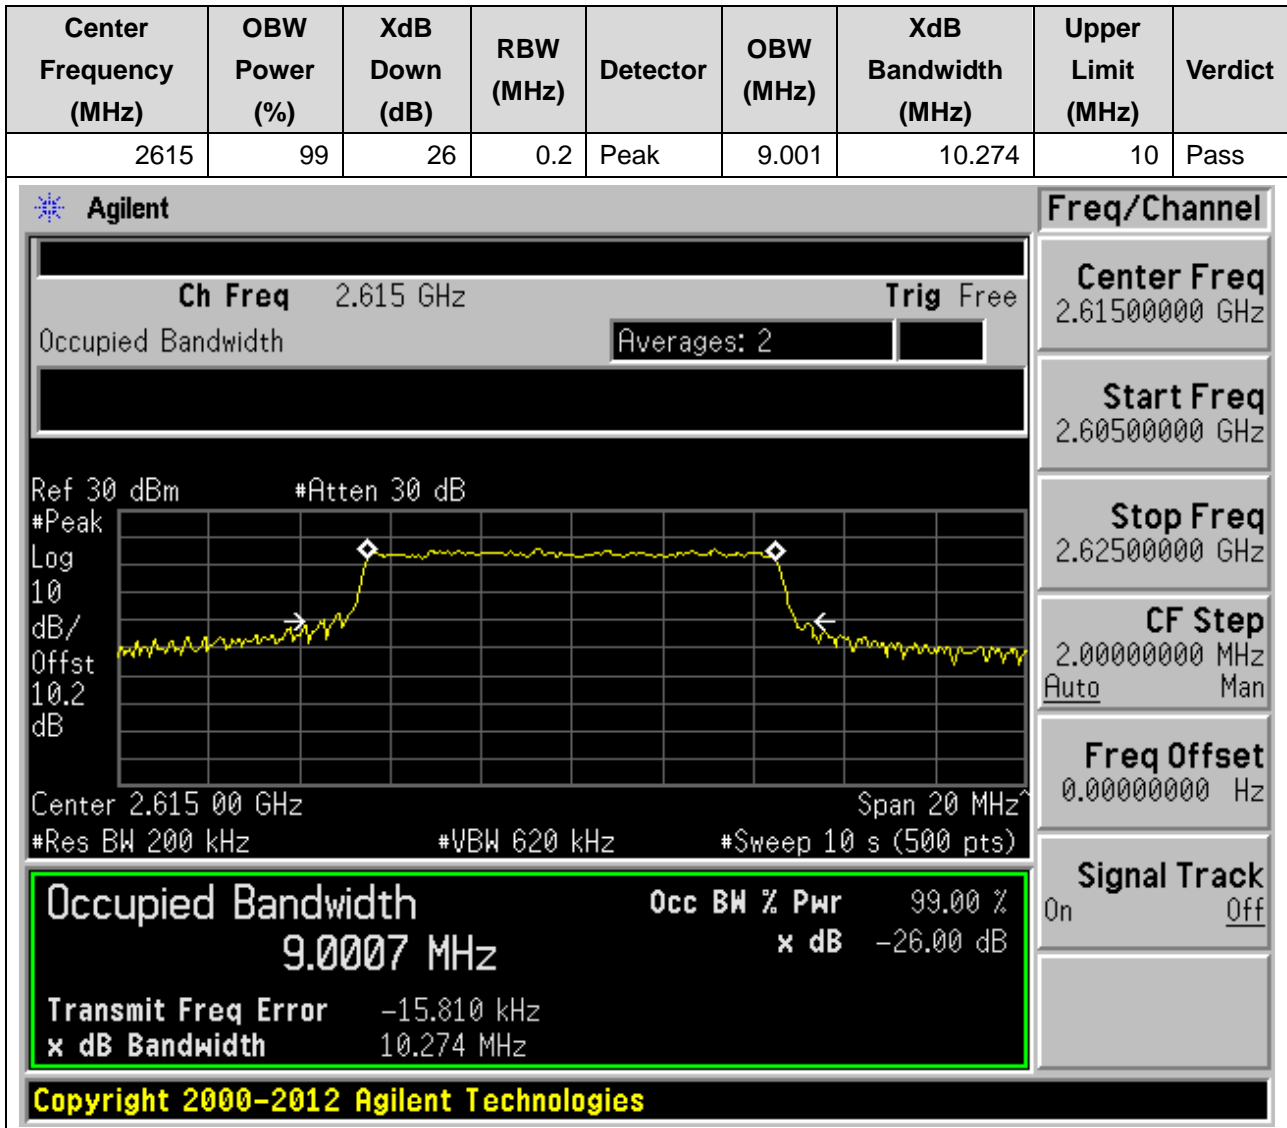 Center Frequency (MHz) OBW Power (%) XdB Down (dB) RBW (MHz) Detector OBW (MHz) XdB Bandwidth (MHz) Upper Limit (MHz) Verdict
2615 99 26 0.2 Peak 9.001 10.274 10 Pass
Agilent
Freq/Channel
Ch Freq 2.615 GHz Trig Free
Occupied Bandwidth Averages: 2
Ref 30 dBm #Atten 30 dB
#Peak
Log
10
dB/
Offst
10.2
dB
Center 2.615 00 GHz Span 20 MHz^
#Res BW 200 kHz #VBW 620 kHz #Sweep 10 s (500 pts)
Occupied Bandwidth Occ BW % Pwr 99.00 %
9.0007 MHz x dB -26.00 dB
Transmit Freq Error -15.810 kHz
x dB Bandwidth 10.274 MHz
Center Freq
2.61500000 GHz
Start Freq
2.60500000 GHz
Stop Freq
2.62500000 GHz
CF Step
2.00000000 MHz
Auto Man
Freq Offset
0.00000000 Hz
Signal Track
On Off
Copyright 2000-2012 Agilent Technologies